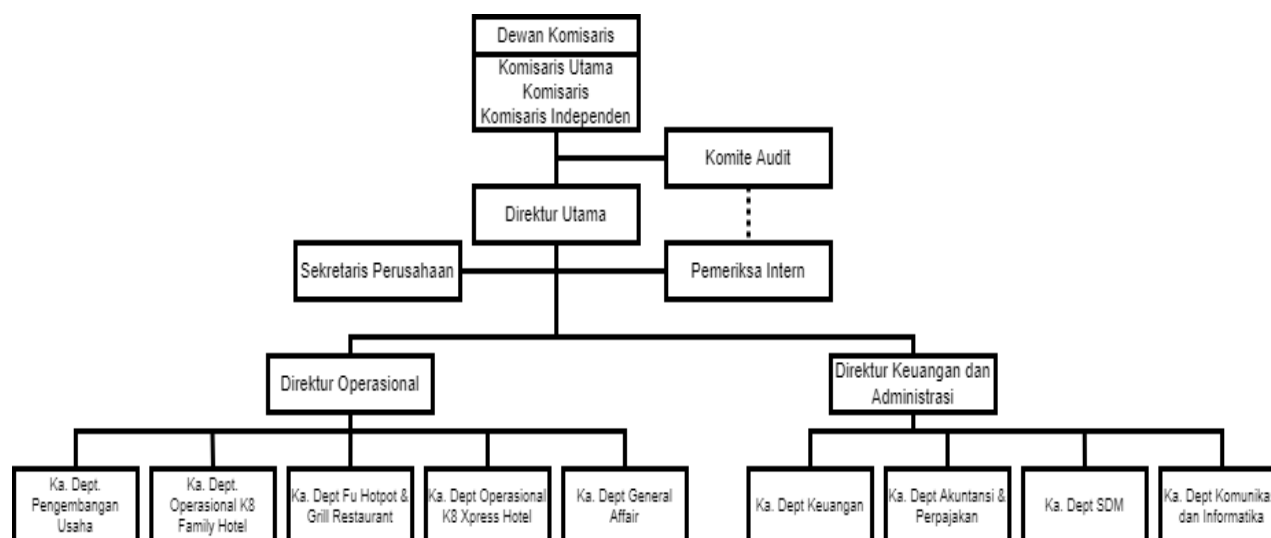 Dewan Komisaris
Komisaris Utama
Komisaris
Komisaris Independen
Komite Audit
Direktur Utama
Sekretaris Perusahaan
Pemeriksa Intern
Direktur Operasional
Direktur Keuangan dan
Administrasi
Ka. Dept.
Pengembangan
Usaha
Ka. Dept.
Operasional K8
Family Hotel
Ka. Dept Fu Hotpot &
Grill Restaurant
Ka. Dept Operasional
K8 Xpress Hotel
Ka. Dept General
Affair
Ka. Dept Keuangan
Ka. Dept Akuntansi &
Perpajakan
Ka. Dept SDM
Ka. Dept Komunika
dan Informatika